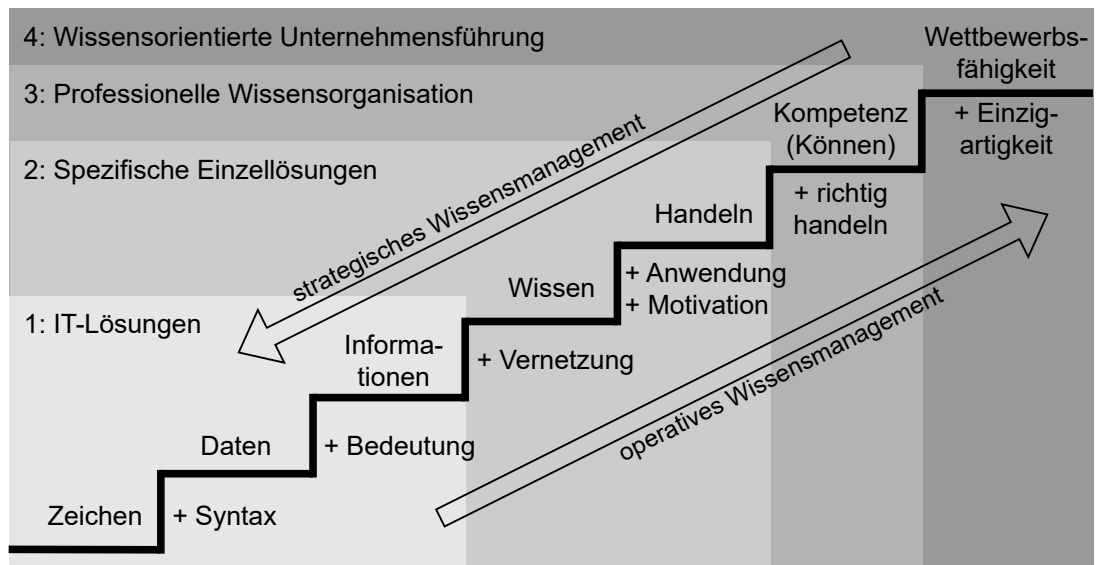 4: Wissensorientierte Unternehmensführung
Wettbewerbs-
fähigkeit
3: Professionelle Wissensorganisation
Kompetenz
(Können)
+ Einzig-
artigkeit
2: Spezifische Einzellösungen
strategisches Wissensmanagement
Handeln
+ richtig
handeln
1: IT-Lösungen
Wissen
+ Anwendung
+ Motivation
Informa-
tionen
+ Vernetzung
operatives Wissensmanagement
Daten
+ Bedeutung
Zeichen
+ Syntax